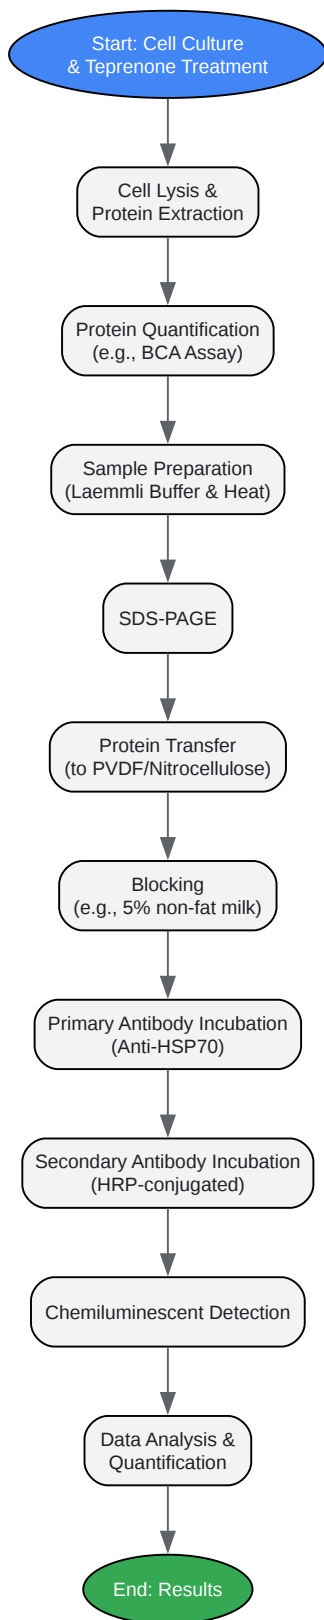 Start: Cell Culture
& Teprenone Treatment
Cell Lysis &
Protein Extraction
Protein Quantification
(e.g., BCA Assay)
Sample Preparation
(Laemmli Buffer & Heat)
SDS-PAGE
Protein Transfer
(to PVDF/Nitrocellulose)
Blocking
(e.g., 5% non-fat milk)
Primary Antibody Incubation
(Anti-HSP70)
Secondary Antibody Incubation
(HRP-conjugated)
Chemiluminescent Detection
Data Analysis &
Quantification
End: Results